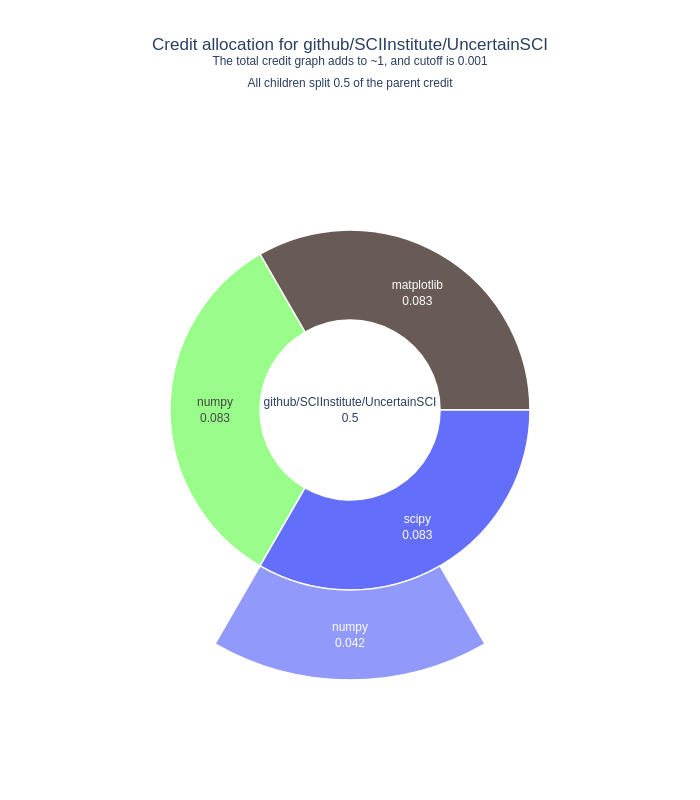 Credit allocation for github/SCIInstitute/UncertainSCI
The total credit graph adds to ~1, and cutoff is 0.001
All children split 0.5 of the parent credit
matplotlib
0.083
numpy
0.083
github/SCIInstitute/UncertainSCI
0.5
scipy
0.083
numpy
0.042